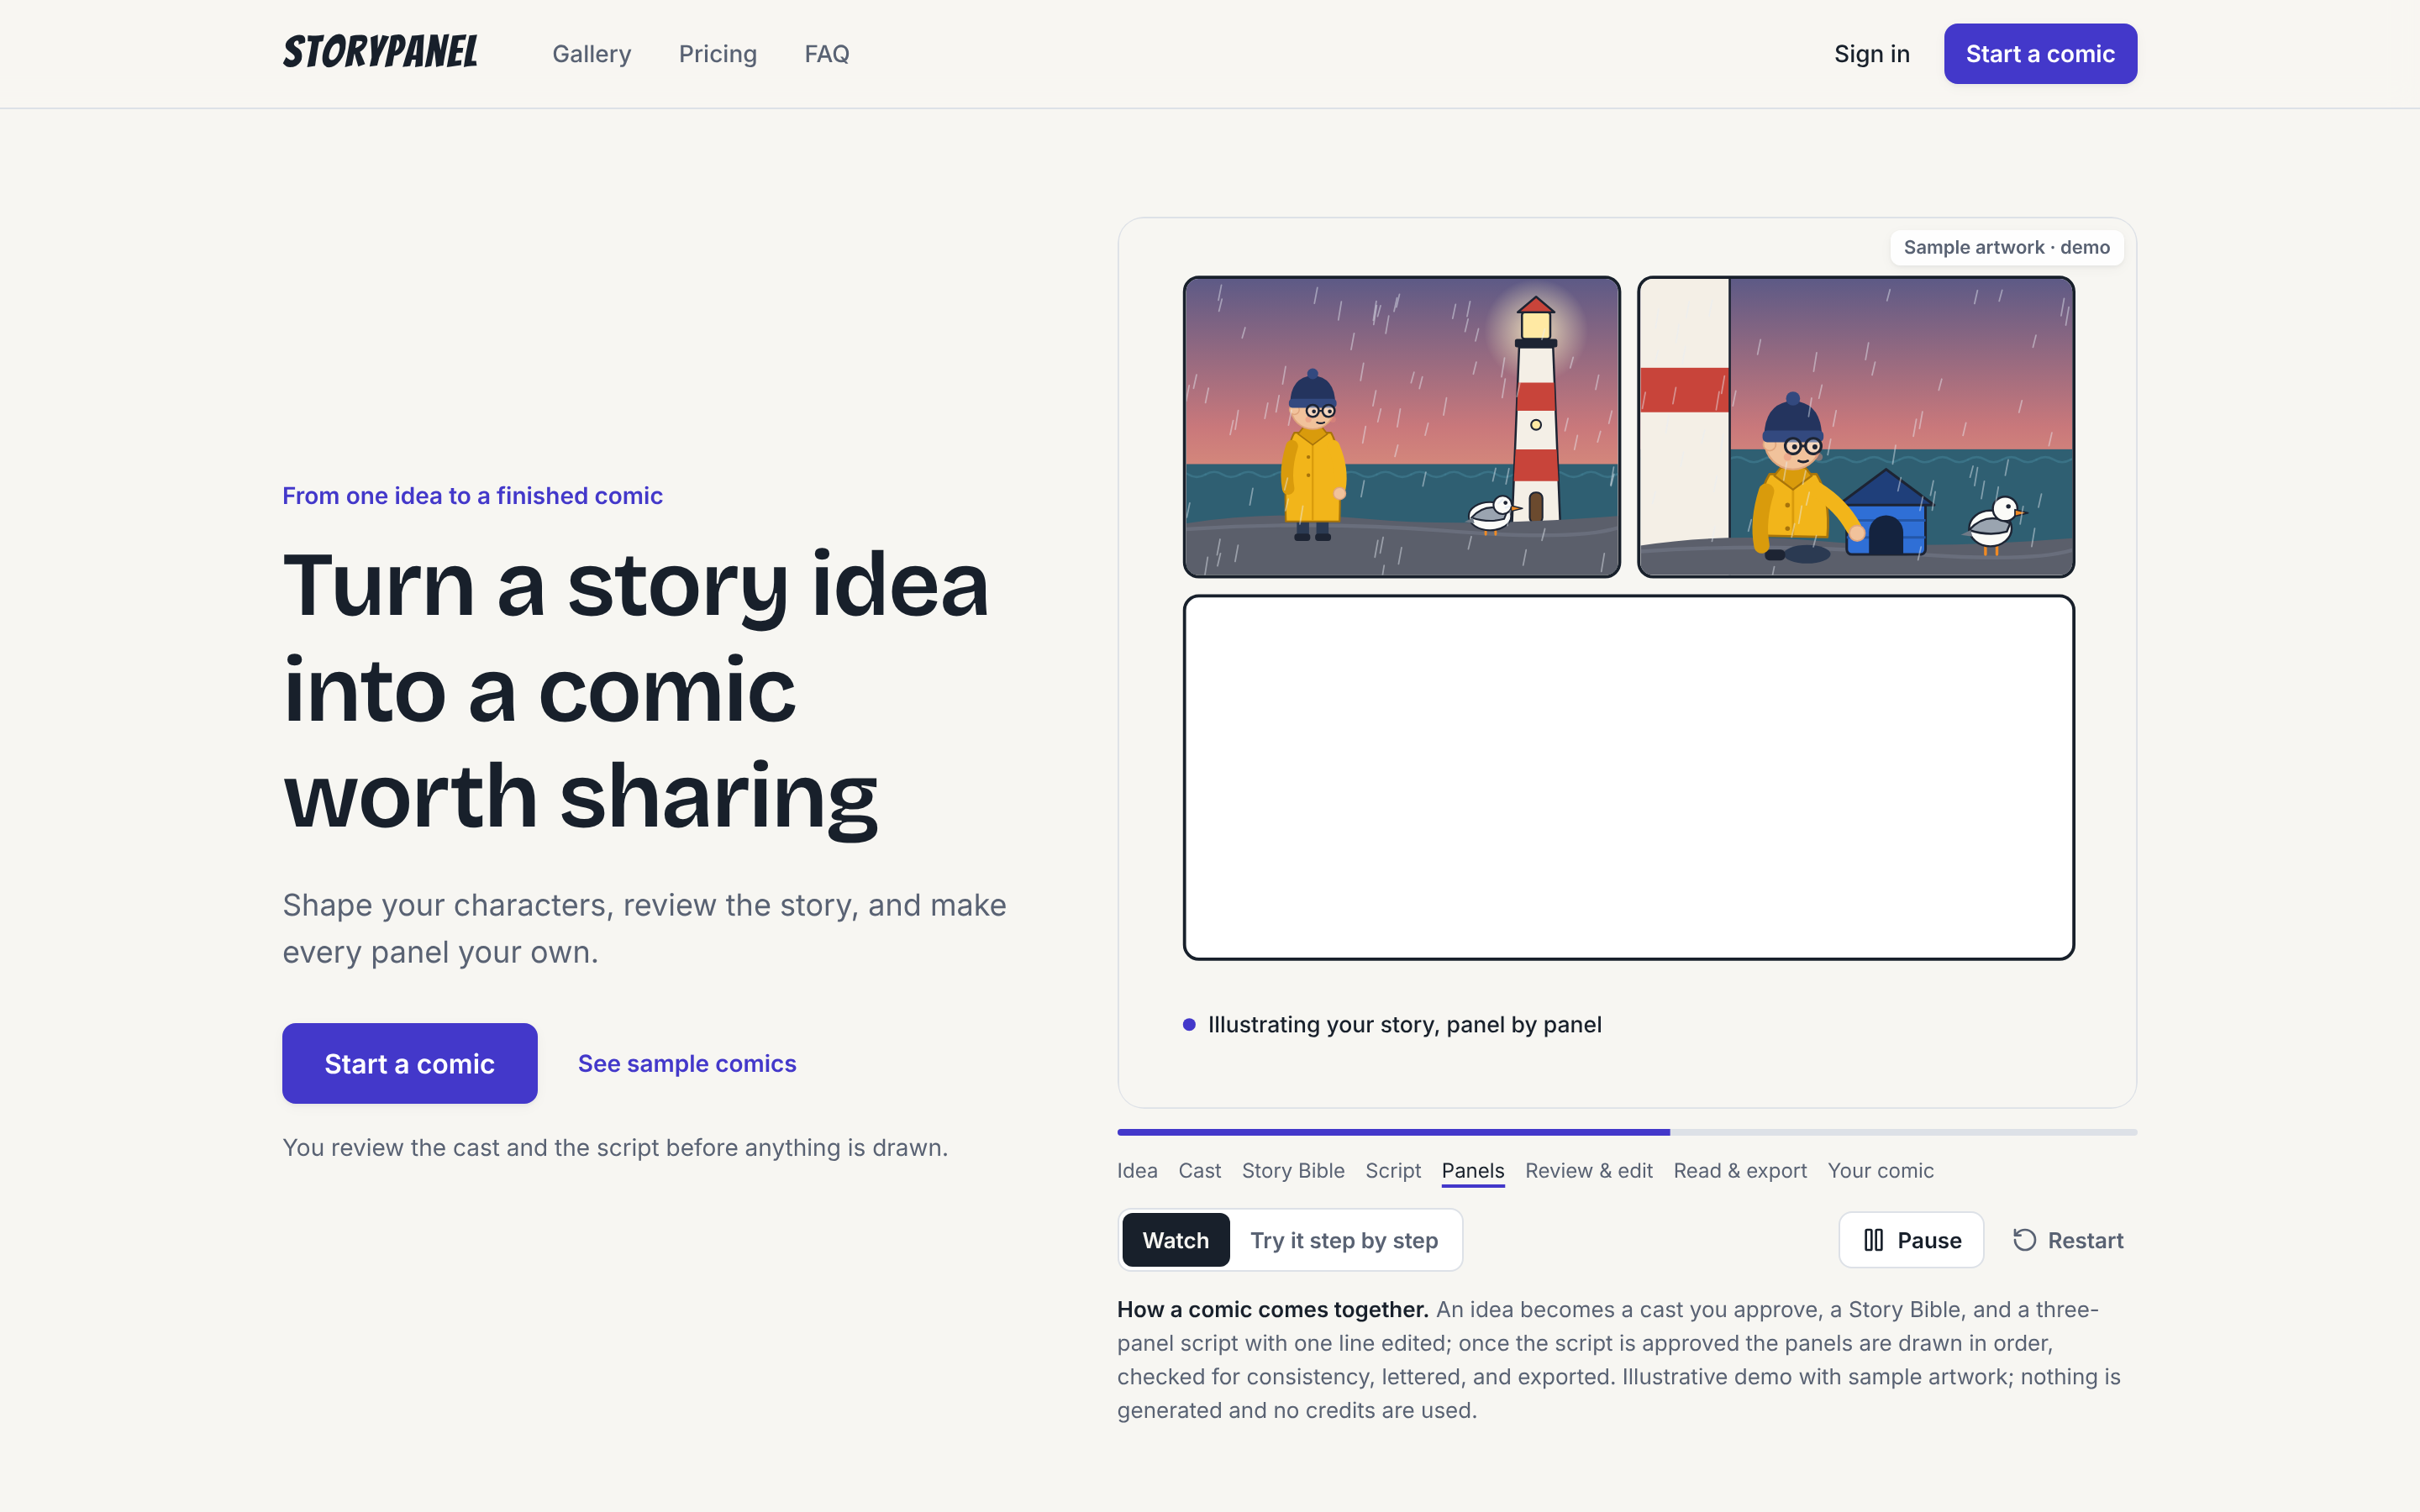 STORYPANEL
Gallery
Pricing
FAQ
Sign in
Start a comic
From one idea to a finished comic
Turn a story idea
into a comic
worth sharing
Shape your characters, review the story, and make
every panel your own.
Start a comic
See sample comics
You review the cast and the script before anything is drawn.
Sample artwork · demo
Illustrating your story, panel by panel
Idea
Cast
Story Bible
Script
Panels
Review & edit
Read & export
Your comic
Watch
Try it step by step
Pause
Restart
How a comic comes together. An idea becomes a cast you approve, a Story Bible, and a three-
panel script with one line edited; once the script is approved the panels are drawn in order,
checked for consistency, lettered, and exported. Illustrative demo with sample artwork; nothing is
generated and no credits are used.